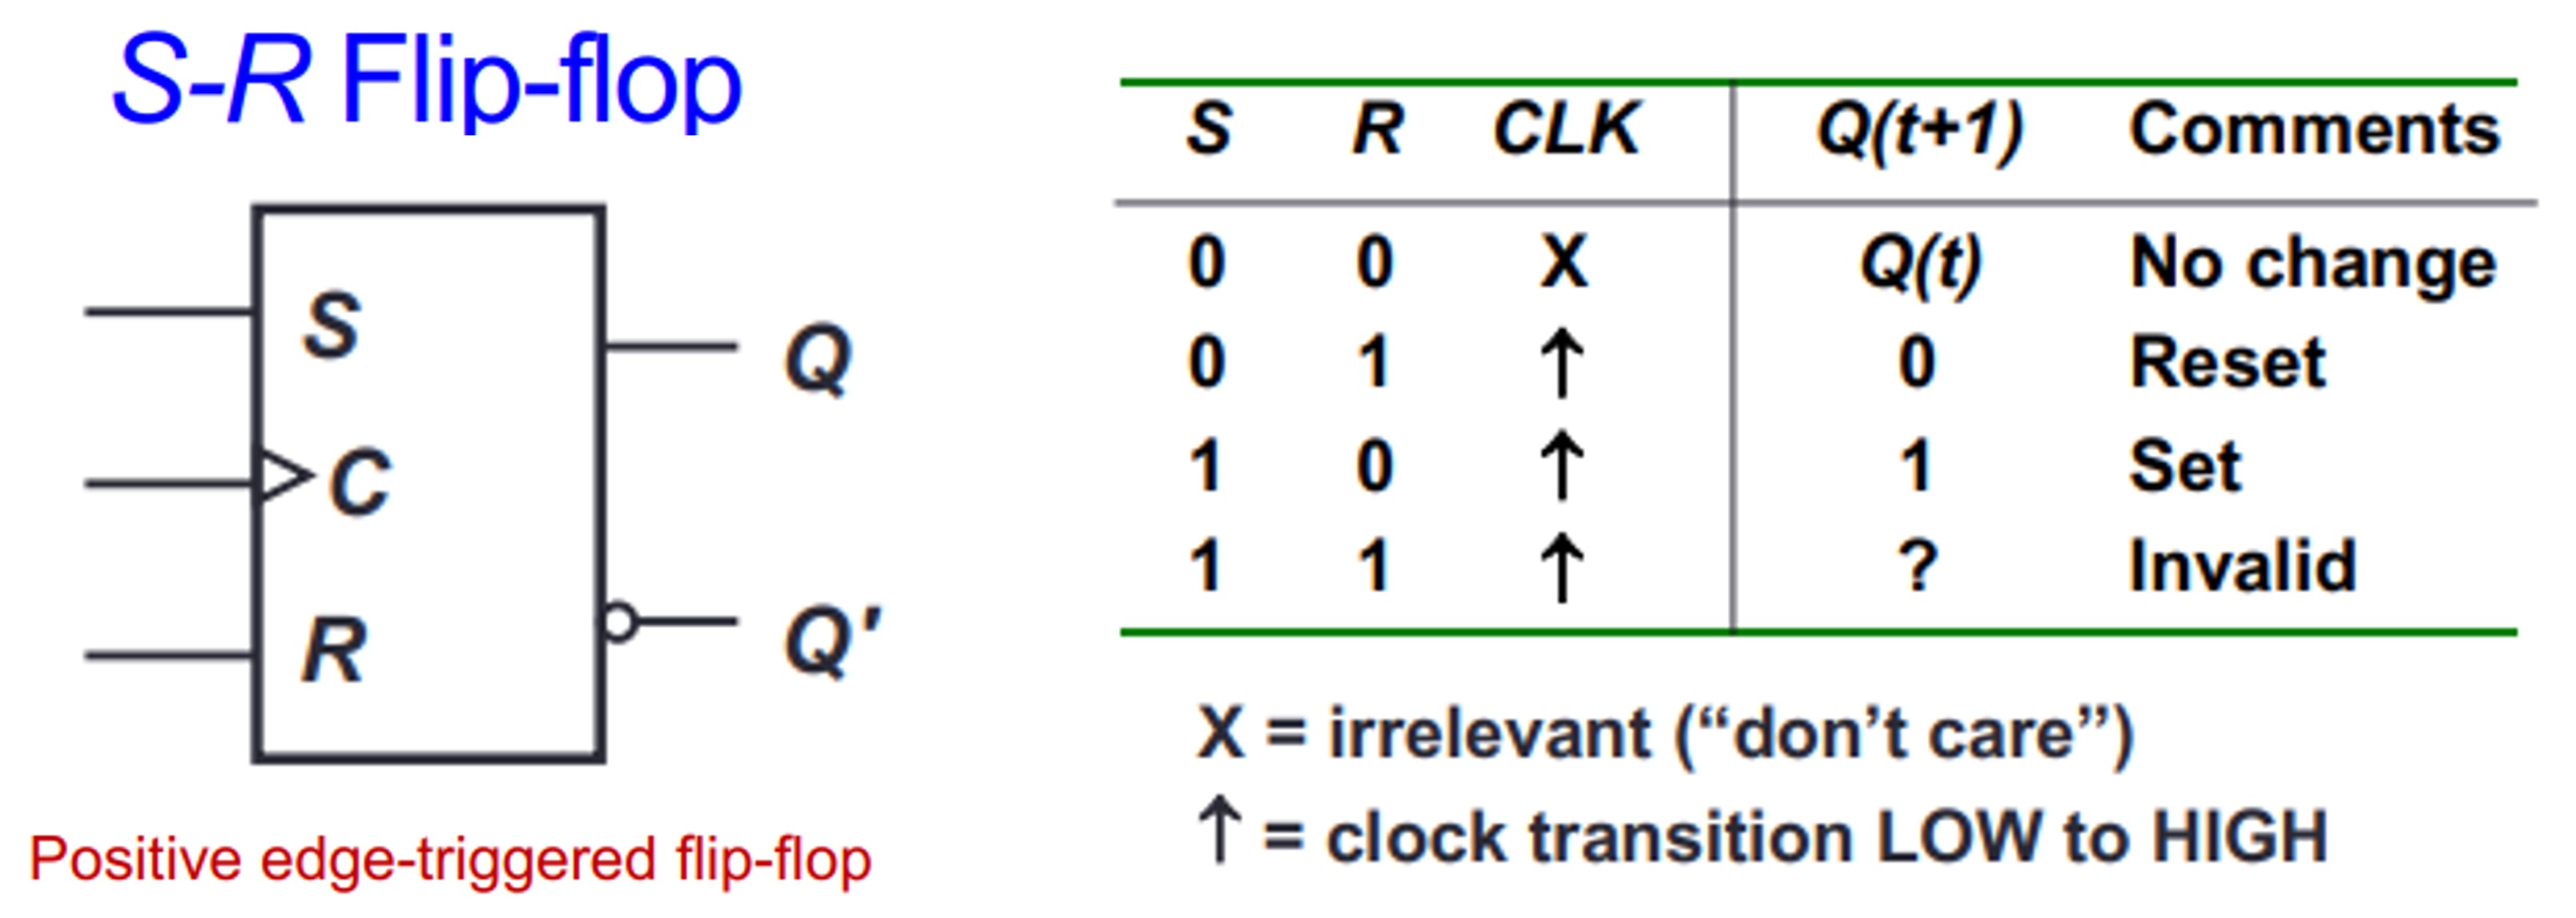 S-R Flip-flop
S
C
R
Q
Q'
Positive edge-triggered flip-flop
S R CLK Q(t+1) Comments
0 0 X Q(t) No change
0 1 ↑ 0 Reset
1 0 ↑ 1 Set
1 1 ↑ ? Invalid
X = irrelevant (“don’t care”)
↑ = clock transition LOW to HIGH